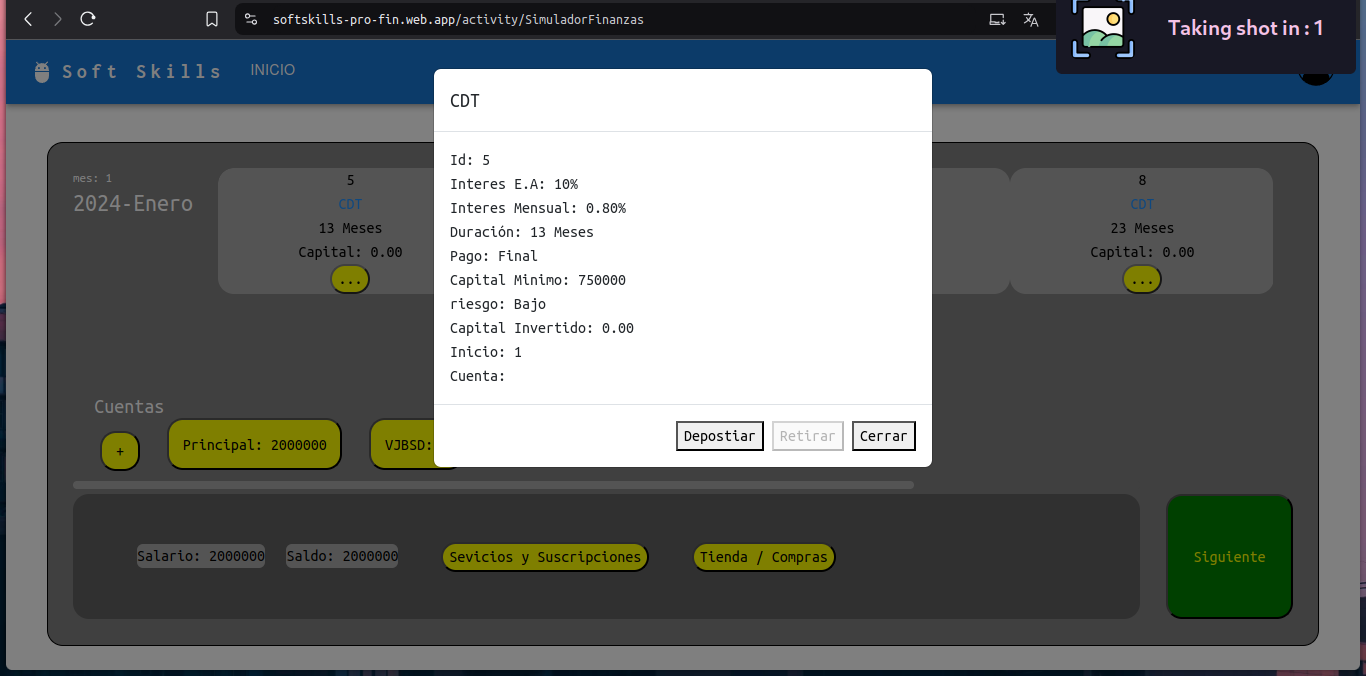 softskills-pro-fin.web.app/activity/SimuladorFinanzas
Taking shot in : 1
Soft Skills
INICIO
CDT
Id: 5
Interes E.A: 10%
Interes Mensual: 0.80%
Duración: 13 Meses
Pago: Final
Capital Minimo: 750000
riesgo: Bajo
Capital Invertido: 0.00
Inicio: 1
Cuenta:
Depostiar
Retirar
Cerrar
mes: 1
2024-Enero
5
CDT
13 Meses
Capital: 0.00
...
8
CDT
23 Meses
Capital: 0.00
...
Cuentas
+
Principal: 2000000
VJBSD:
Salario: 2000000
Saldo: 2000000
Sevicios y Suscripciones
Tienda / Compras
Siguiente